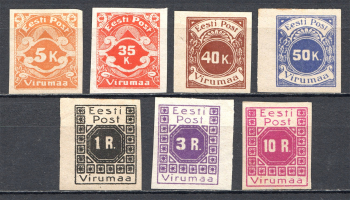 Eesti Post
5 K.
Virumaa
Eesti Post
35
K.
Virumaa
Eesti Post
40 K.
Virumaa
Eesti Post
50 K.
Virumaa
Eesti
Post
1 R.
Virumaa
Eesti
Post
3 R.
Virumaa
Eesti
Post
10 R.
Virumaa